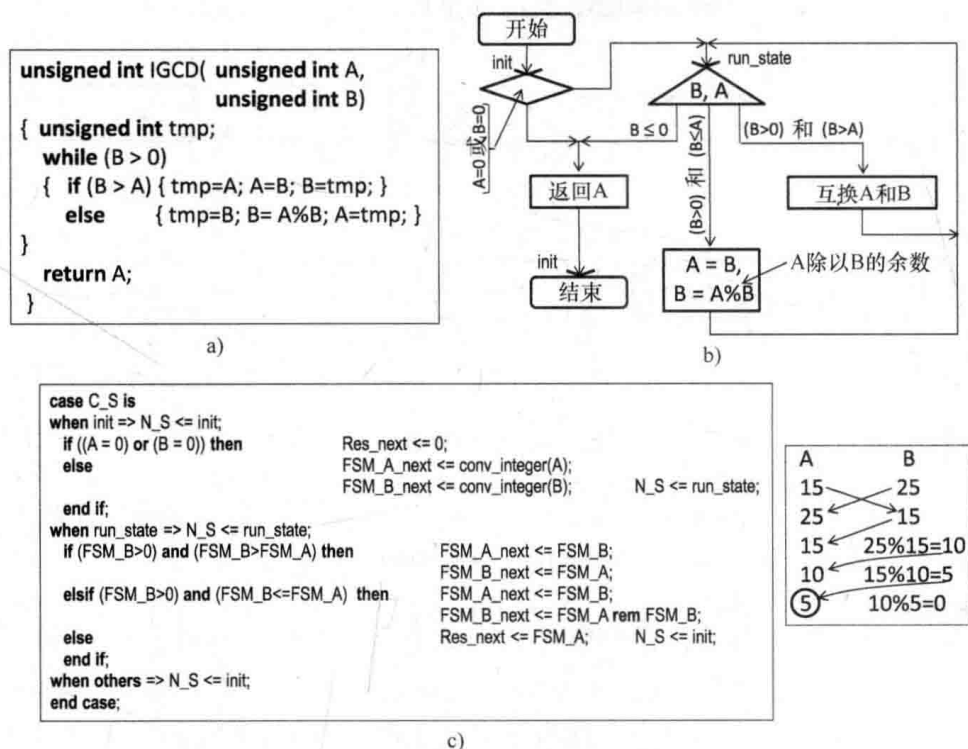 unsigned int IGCD( unsigned int A,
unsigned int B)
{ unsigned int tmp;
while (B > 0)
{ if (B > A) { tmp=A; A=B; B=tmp; }
else { tmp=B; B= A%B; A=tmp; }
}
return A;
}
a)
开始
init
A=0 或 B=0
run_state
B, A
B ≤ 0
(B>0) 和 (B≤A)
(B>0) 和 (B>A)
返回A
互换A和B
init
结束
A = B,
B = A%B
A除以B的余数
b)
case C_S is
when init => N_S <= init;
if ((A = 0) or (B = 0)) then Res_next <= 0;
else FSM_A_next <= conv_integer(A);
FSM_B_next <= conv_integer(B); N_S <= run_state;
end if;
when run_state => N_S <= run_state;
if (FSM_B>0) and (FSM_B>FSM_A) then FSM_A_next <= FSM_B;
FSM_B_next <= FSM_A;
elsif (FSM_B>0) and (FSM_B<=FSM_A) then FSM_A_next <= FSM_B;
FSM_B_next <= FSM_A rem FSM_B;
else Res_next <= FSM_A; N_S <= init;
end if;
when others => N_S <= init;
end case;
A B
15 25
25 15
15 25%15=10
10 15%10=5
5 10%5=0
c)